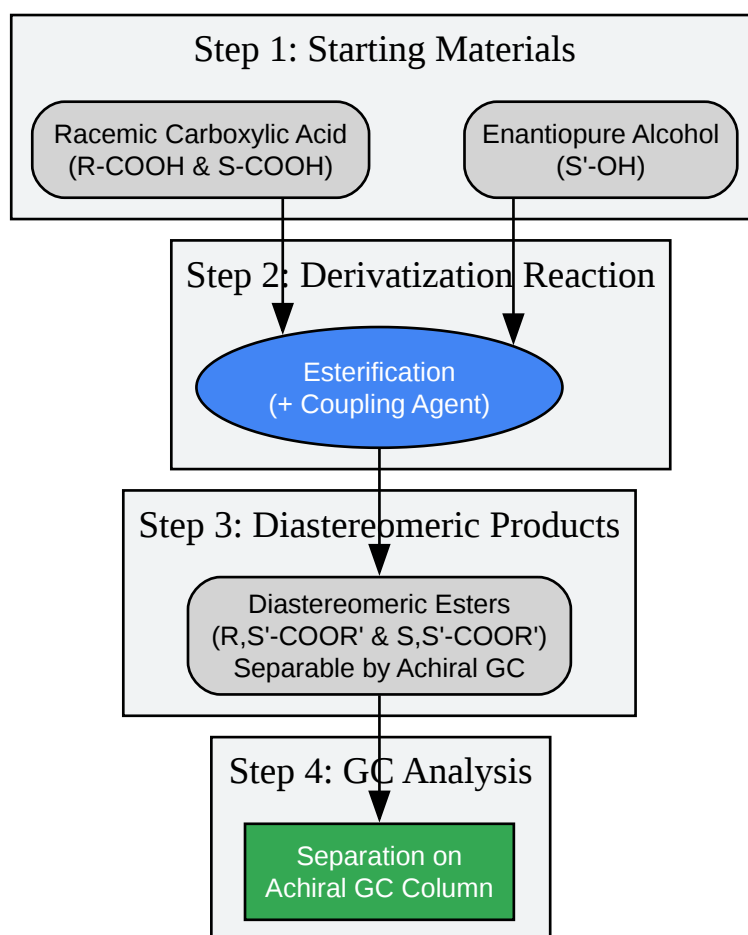 Step 1: Starting Materials
Racemic Carboxylic Acid
(R-COOH & S-COOH)
Enantiopure Alcohol
(S'-OH)
Step 2: Derivatization Reaction
Esterification
(+ Coupling Agent)
Step 3: Diastereomeric Products
Diastereomeric Esters
(R,S'-COOR' & S,S'-COOR')
Separable by Achiral GC
Step 4: GC Analysis
Separation on
Achiral GC Column